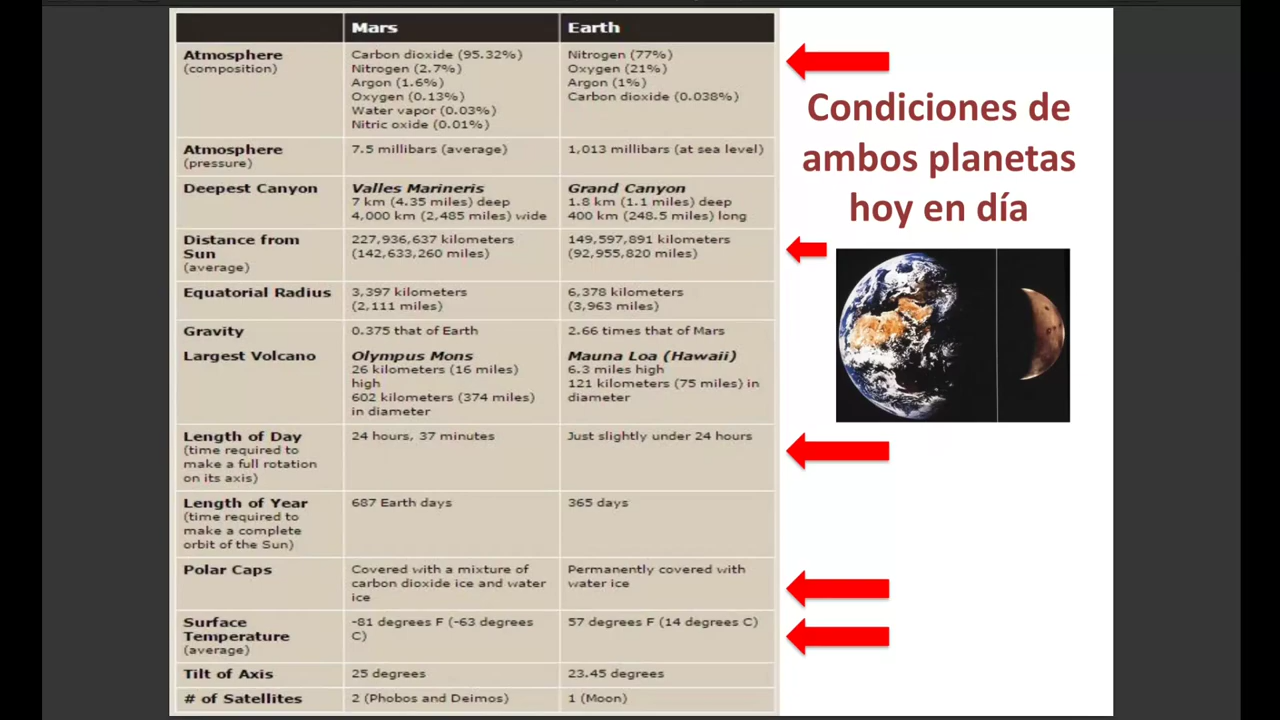 Mars Earth
Atmosphere
(composition)
Carbon dioxide (95.32%)
Nitrogen (2.7%)
Argon (1.6%)
Oxygen (0.13%)
Water vapor (0.03%)
Nitric oxide (0.01%)
Nitrogen (77%)
Oxygen (21%)
Argon (1%)
Carbon dioxide (0.038%)
Atmosphere
(pressure)
7.5 millibars (average)
1,013 millibars (at sea level)
Deepest Canyon
Valles Marineris
7 km (4.35 miles) deep
4,000 km (2,485 miles) wide
Grand Canyon
1.8 km (1.1 miles) deep
400 km (248.5 miles) long
Distance from
Sun
(average)
227,936,637 kilometers
(142,633,260 miles)
149,597,891 kilometers
(92,955,820 miles)
Equatorial Radius
3,397 kilometers
(2,111 miles)
6,378 kilometers
(3,963 miles)
Gravity
0.375 that of Earth
2.66 times that of Mars
Largest Volcano
Olympus Mons
26 kilometers (16 miles)
high
602 kilometers (374 miles)
in diameter
Mauna Loa (Hawaii)
6.3 miles high
121 kilometers (75 miles) in
diameter
Length of Day
(time required to
make a full rotation
on its axis)
24 hours, 37 minutes
Just slightly under 24 hours
Length of Year
(time required to
make a complete
orbit of the Sun)
687 Earth days
365 days
Polar Caps
Covered with a mixture of
carbon dioxide ice and water
ice
Permanently covered with
water ice
Surface
Temperature
(average)
-81 degrees F (-63 degrees
C)
57 degrees F (14 degrees C)
Tilt of Axis
25 degrees
23.45 degrees
# of Satellites
2 (Phobos and Deimos)
1 (Moon)
Condiciones de
ambos planetas
hoy en día